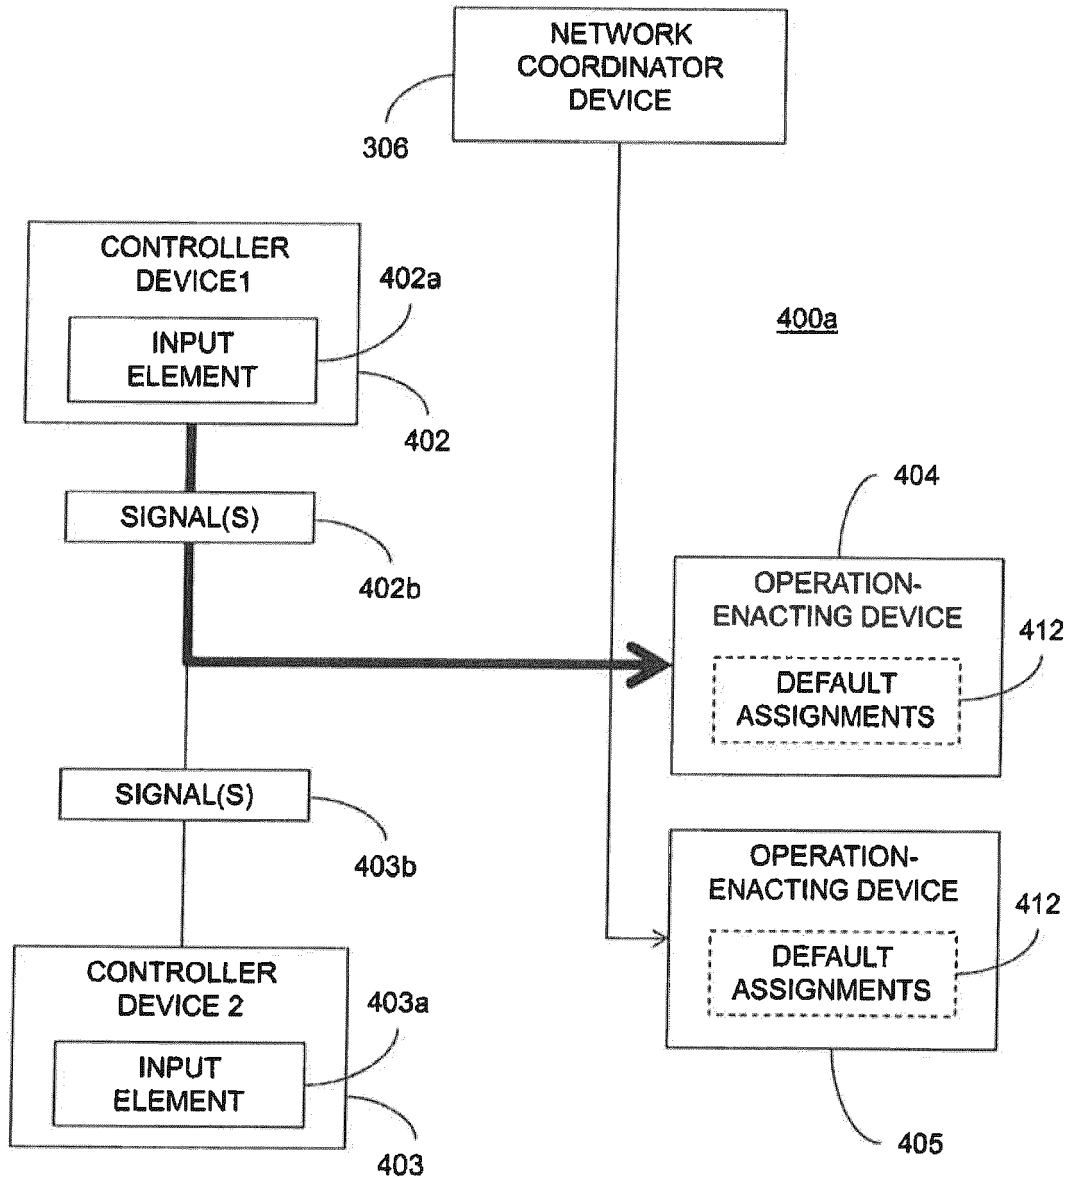 NETWORK
COORDINATOR
DEVICE
306
CONTROLLER
DEVICE1
402a
INPUT
ELEMENT
402
400a
SIGNAL(S)
402b
404
OPERATION-
ENACTING DEVICE
412
DEFAULT
ASSIGNMENTS
SIGNAL(S)
403b
OPERATION-
ENACTING DEVICE
412
DEFAULT
ASSIGNMENTS
CONTROLLER
DEVICE 2
403a
INPUT
ELEMENT
403
405